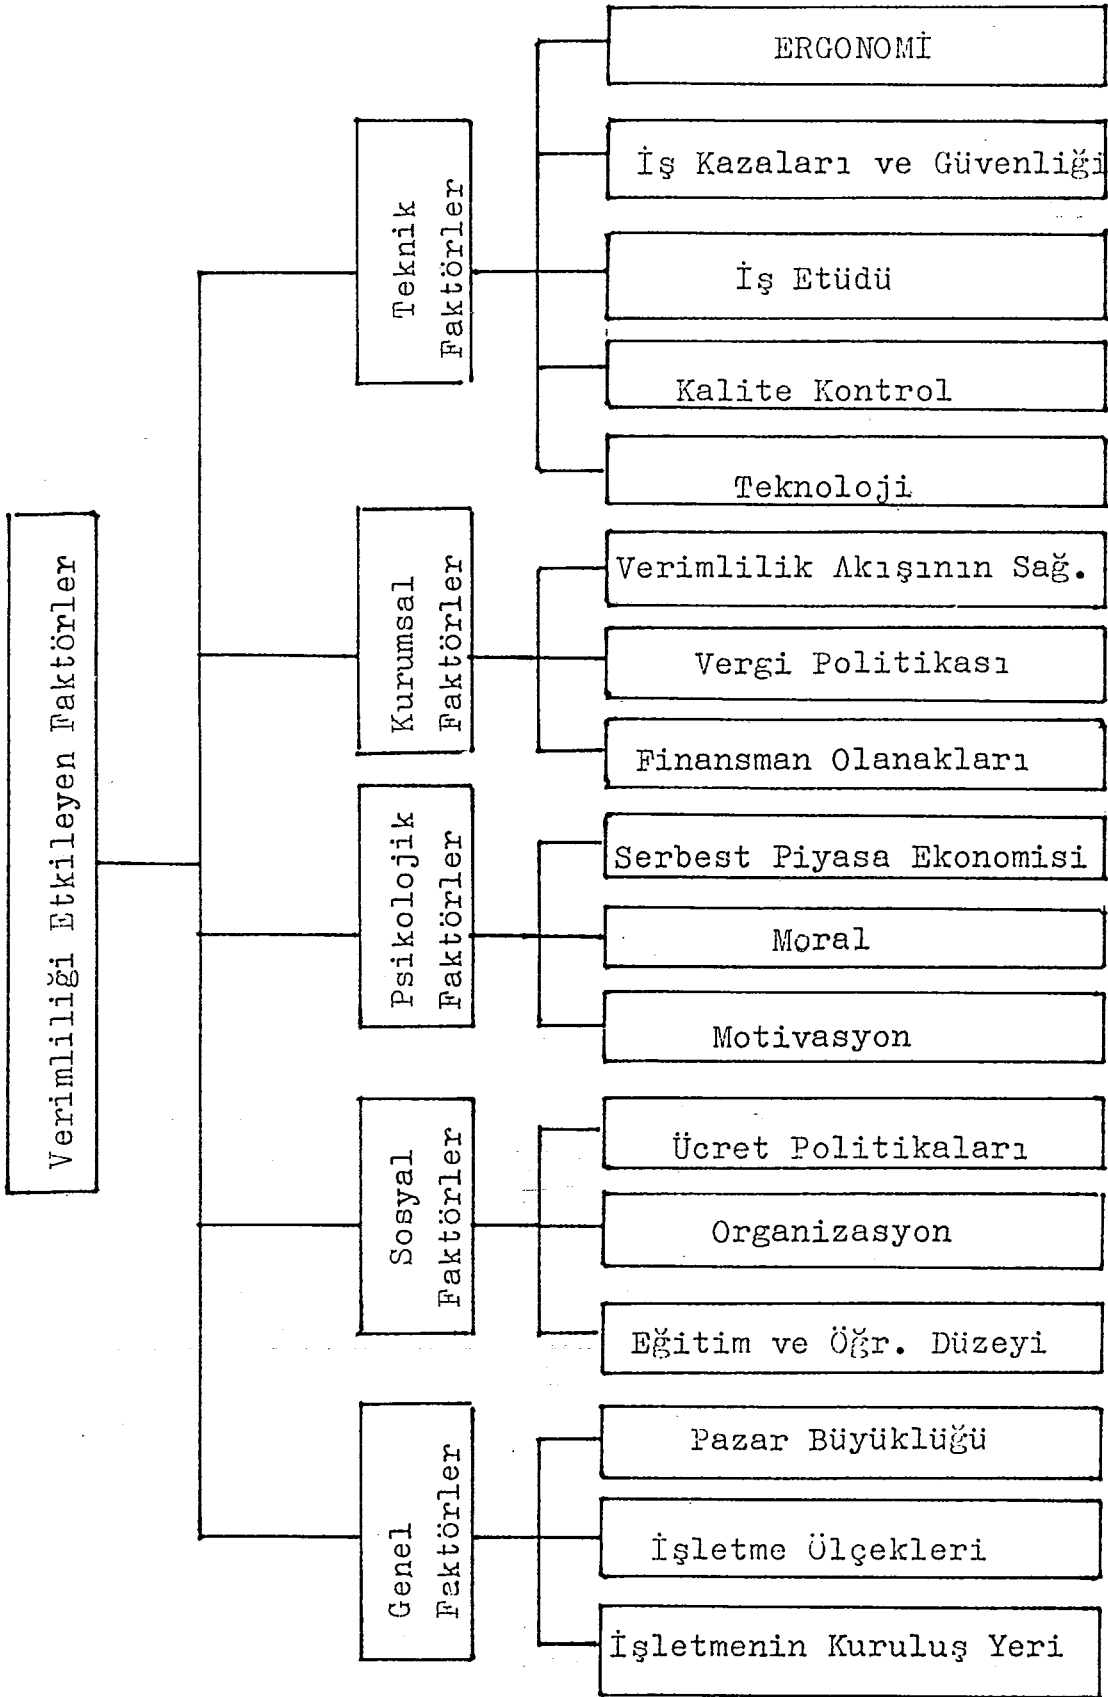 Verimliliği Etkileyen Faktörler
Teknik
Faktörler
ERGONOMİ
İş Kazaları ve Güvenliği
İş Etüdü
Kalite Kontrol
Teknoloji
Kurumsal
Faktörler
Verimlilik Akışının Sağ.
Vergi Politikası
Finansman Olanakları
Psikolojik
Faktörler
Serbest Piyasa Ekonomisi
Moral
Motivasyon
Sosyal
Faktörler
Ücret Politikaları
Organizasyon
Eğitim ve Öğr. Düzeyi
Genel
Faktörler
Pazar Büyüklüğü
İşletme Ülçekleri
İşletmenin Kuruluş Yeri